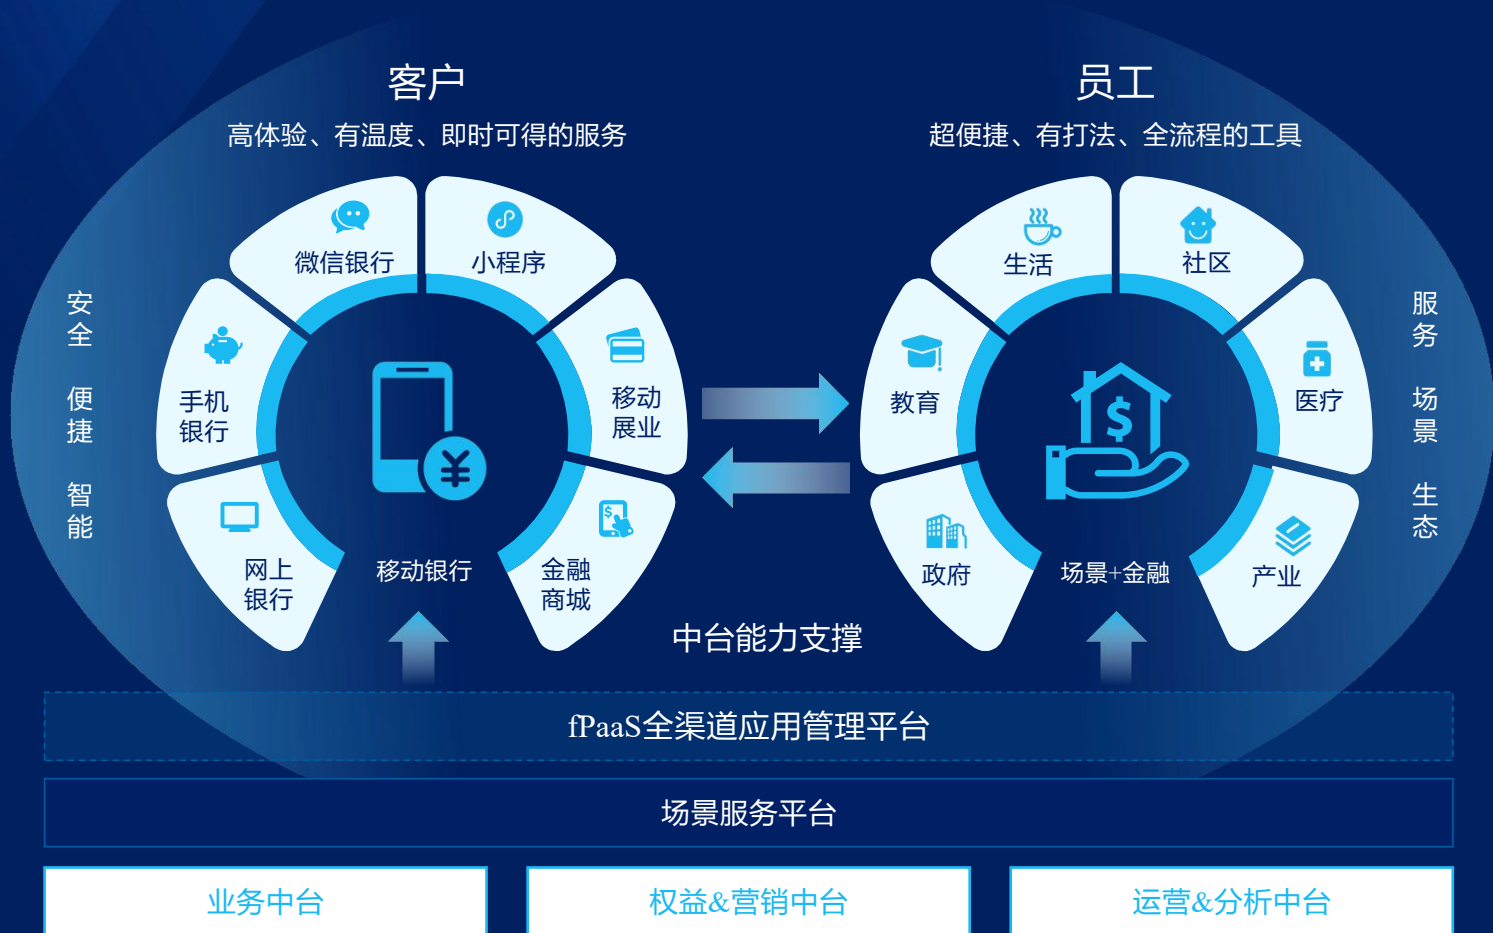 客户
高体验、有温度、即时可得的服务
员工
超便捷、有打法、全流程的工具
安全 便捷 智能
微信银行
小程序
手机
银行
移动
展业
网上
银行
金融
商城
移动银行
生活
社区
教育
医疗
政府
产业
场景+金融
服务 场景 生态
中台能力支撑
fPaaS全渠道应用管理平台
场景服务平台
业务中台
权益&营销中台
运营&分析中台